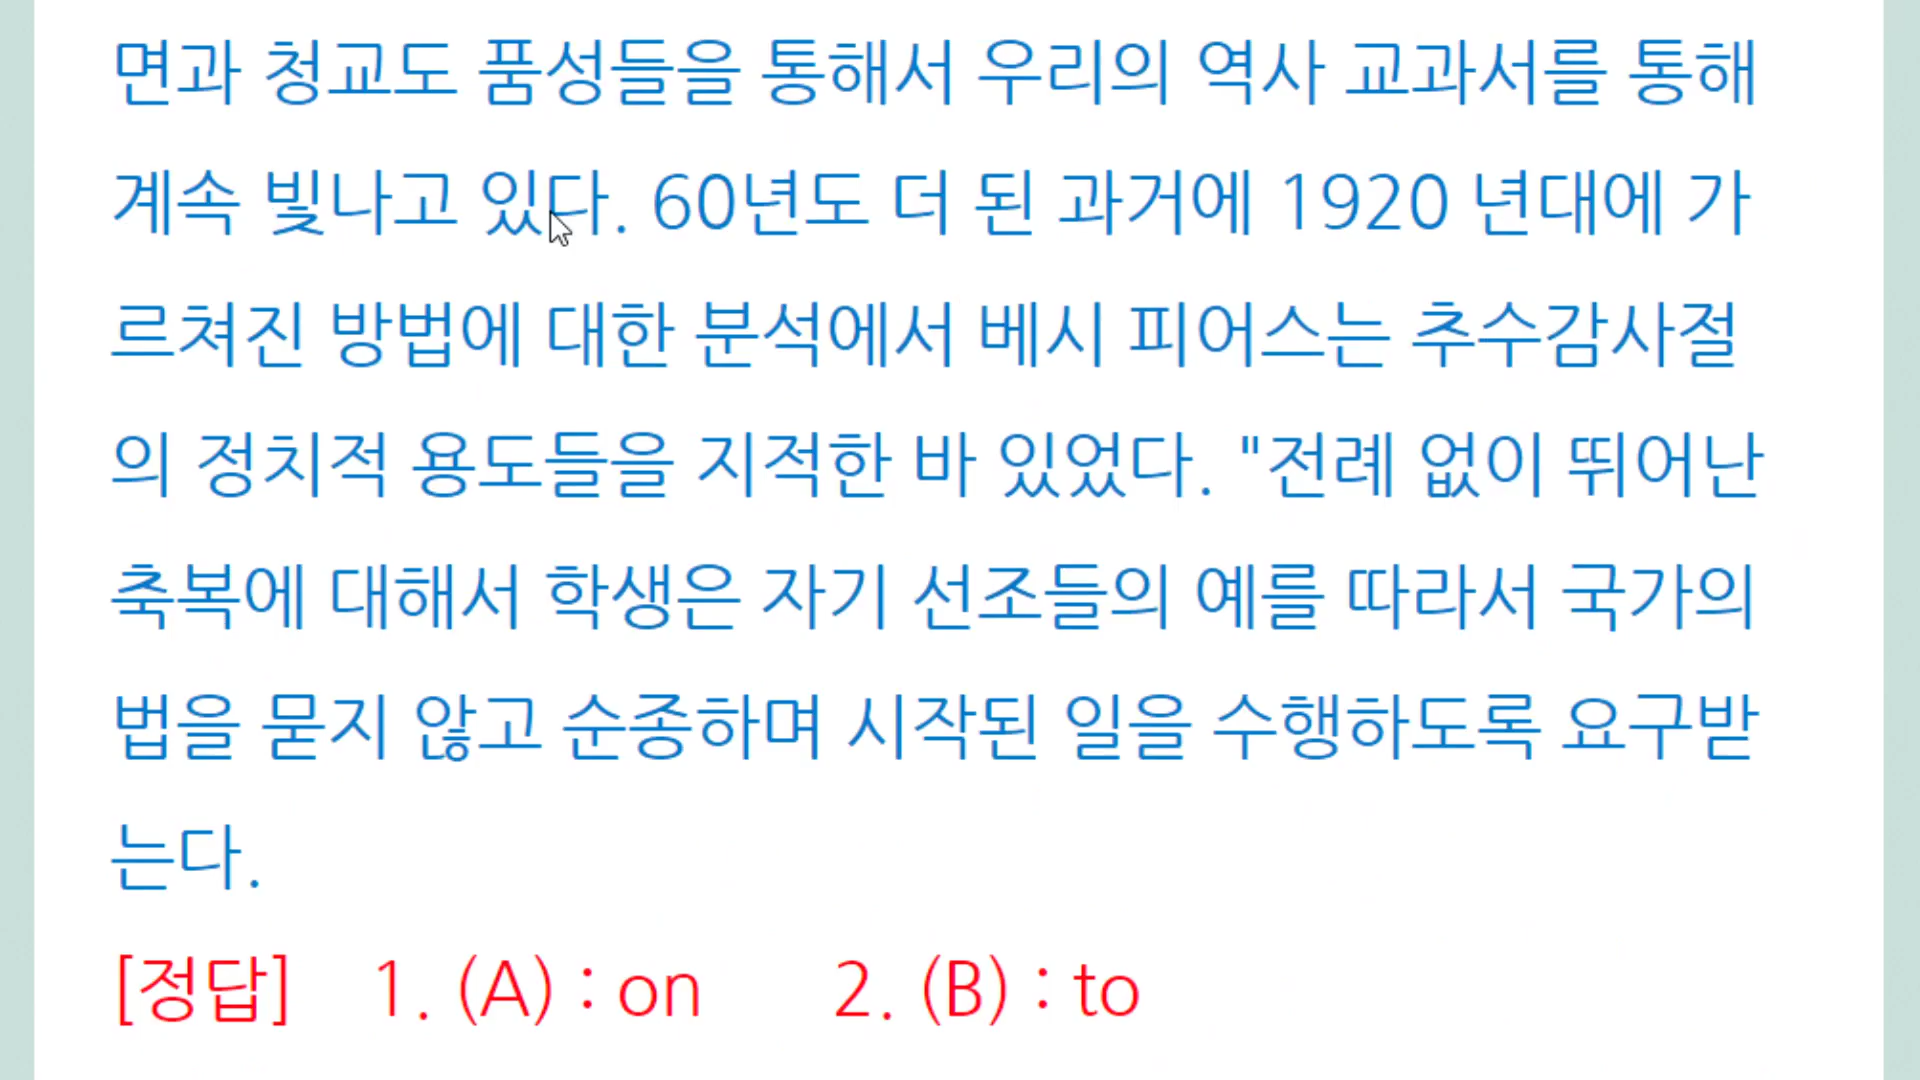 면과 청교도 품성들을 통해서 우리의 역사 교과서를 통해
계속 빛나고 있다. 60년도 더 된 과거에 1920 년대에 가
르쳐진 방법에 대한 분석에서 베시 피어스는 추수감사절
의 정치적 용도들을 지적한 바 있었다. "전례 없이 뛰어난
축복에 대해서 학생은 자기 선조들의 예를 따라서 국가의
법을 묻지 않고 순종하며 시작된 일을 수행하도록 요구받
는다.
[정답] 1. (A) : on 2. (B) : to